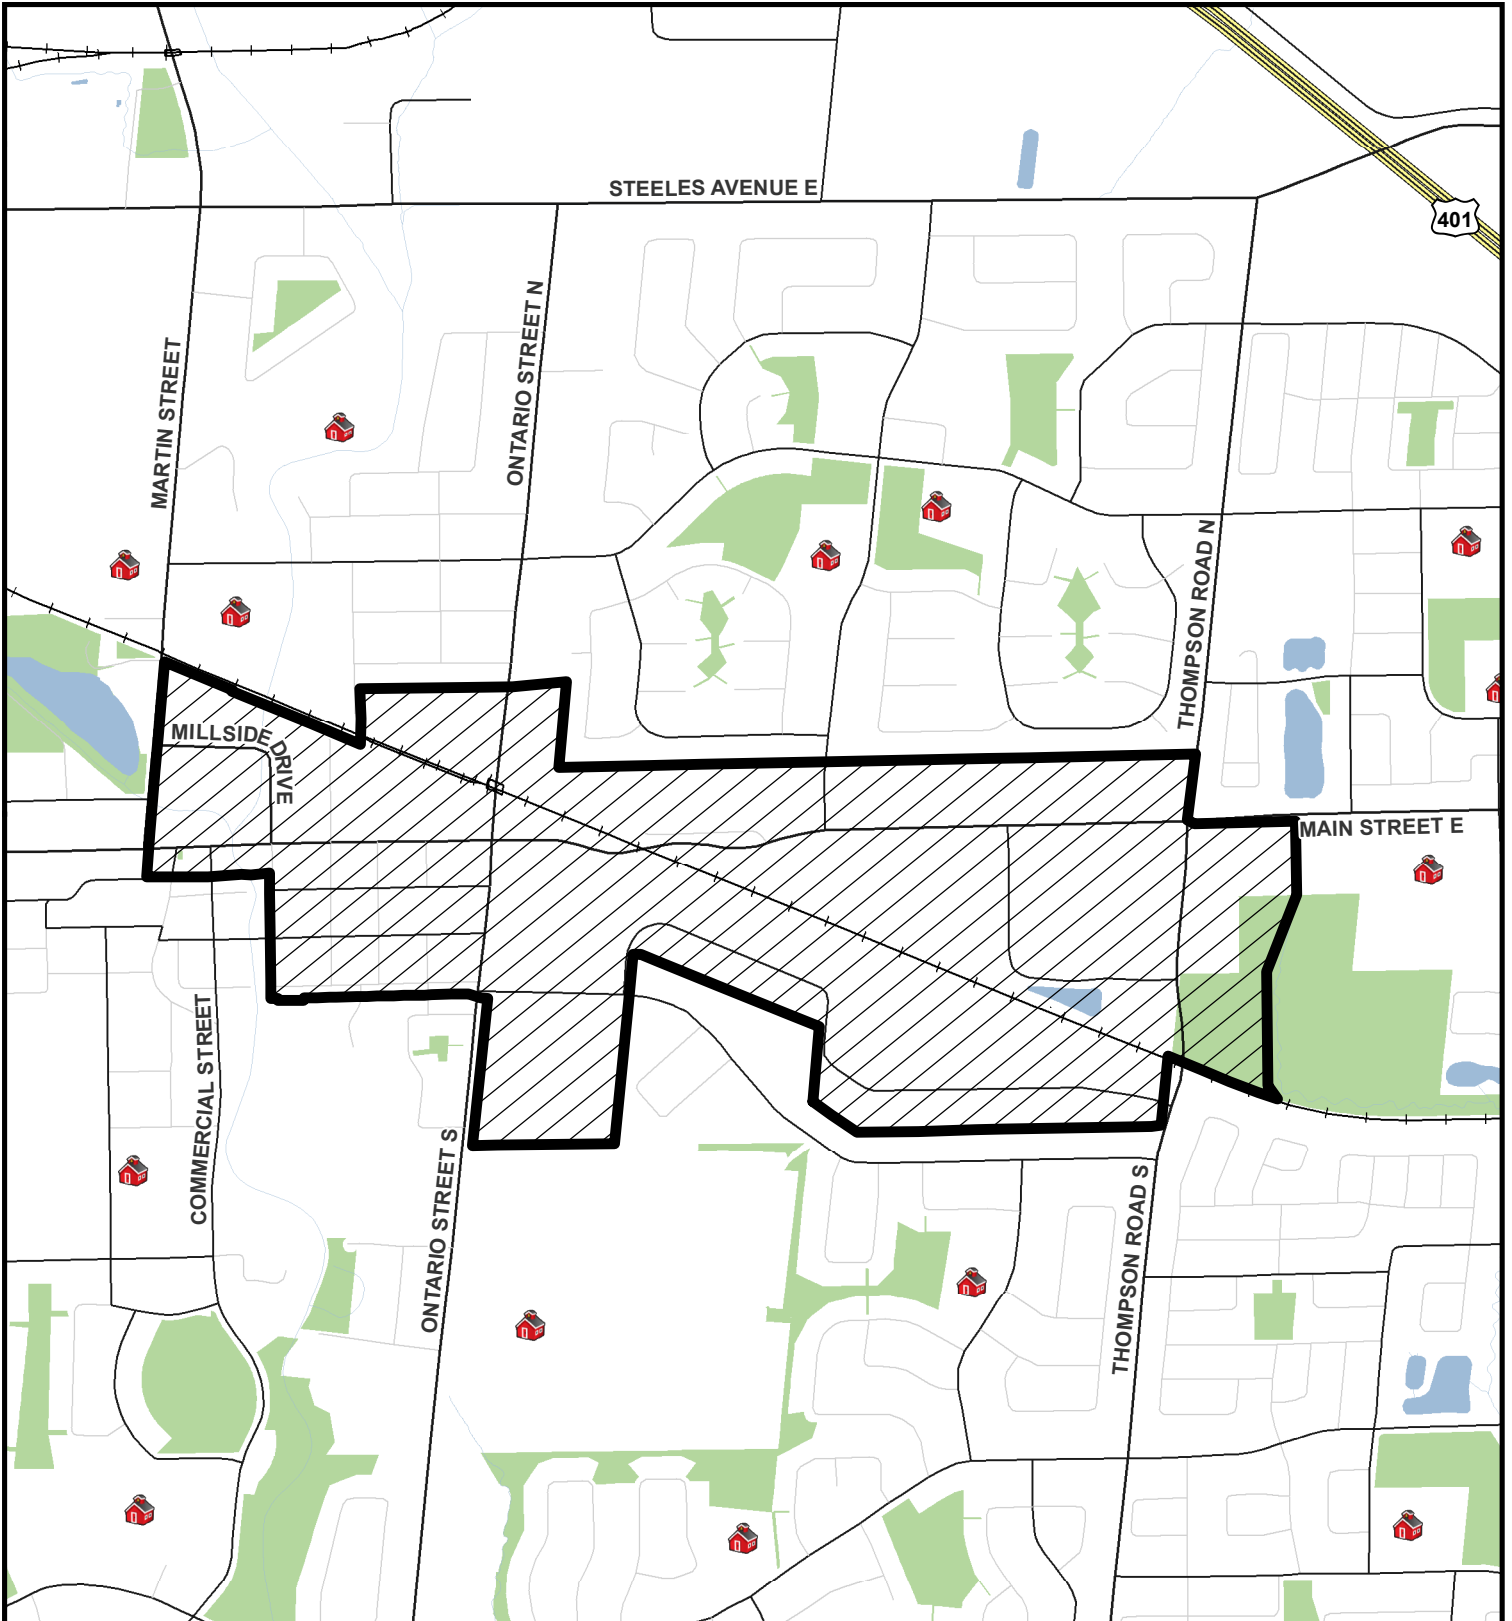 STEELES AVENUE E
401
ONTARIO STREET N
MARTIN STREET
THOMPSON ROAD N
MILLSIDE DRIVE
MAIN STREET E
COMMERCIAL STREET
ONTARIO STREET S
THOMPSON ROAD S